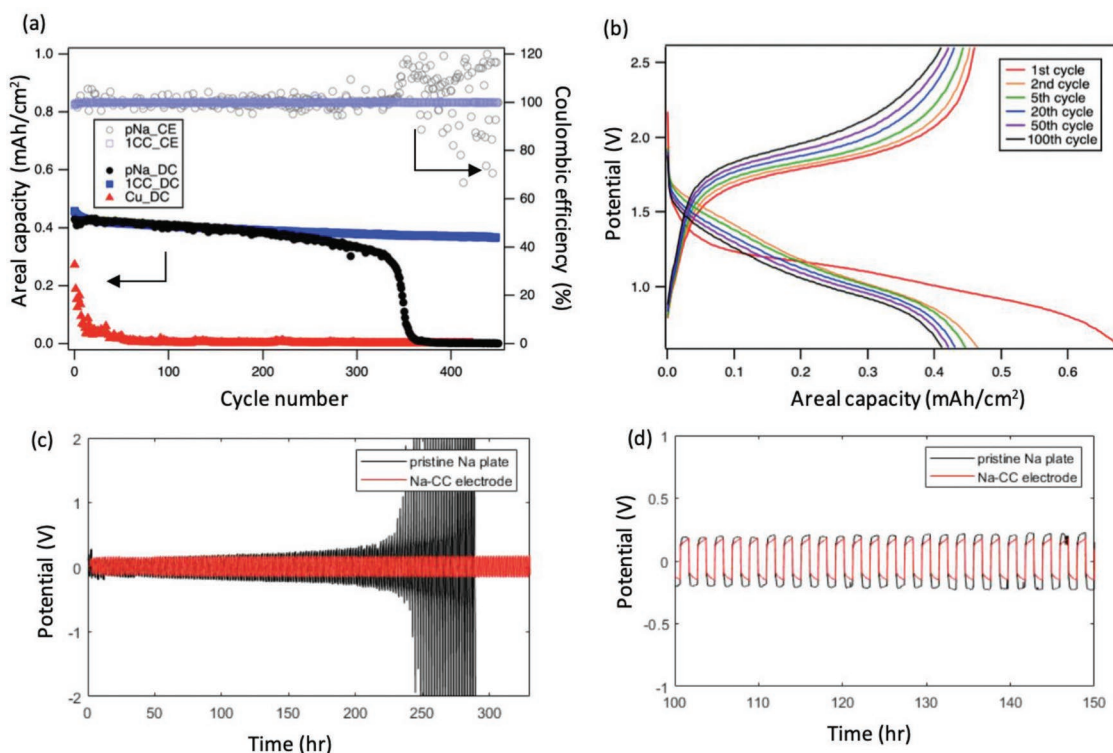 (a)
1.0
0.8
0.6
0.4
0.2
0.0
Areal capacity (mAh/cm²)
0
100
200
300
400
Cycle number
120
100
80
60
40
20
0
Coulombic efficiency (%)
pNa_CE
1CC_CE
pNa_DC
1CC_DC
Cu_DC
(b)
2.5
2.0
1.5
1.0
Potential (V)
0.0
0.1
0.2
0.3
0.4
0.5
0.6
Areal capacity (mAh/cm²)
1st cycle
2nd cycle
5th cycle
20th cycle
50th cycle
100th cycle
(c)
2
1
0
-1
-2
Potential (V)
0
50
100
150
200
250
300
Time (hr)
pristine Na plate
Na-CC electrode
(d)
1
0.5
0
-0.5
-1
Potential (V)
100
110
120
130
140
150
Time (hr)
pristine Na plate
Na-CC electrode